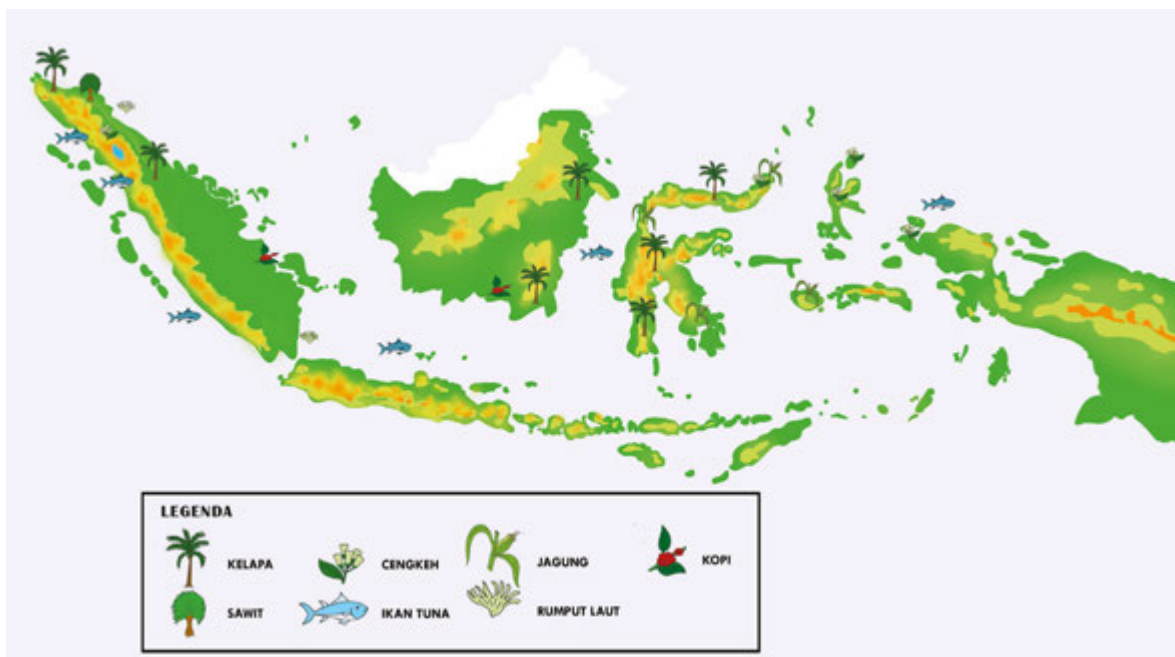 LEGENDA
KELAPA
CENGKEH
JAGUNG
KOPI
SAWIT
IKAN TUNA
RUMPUT LAUT